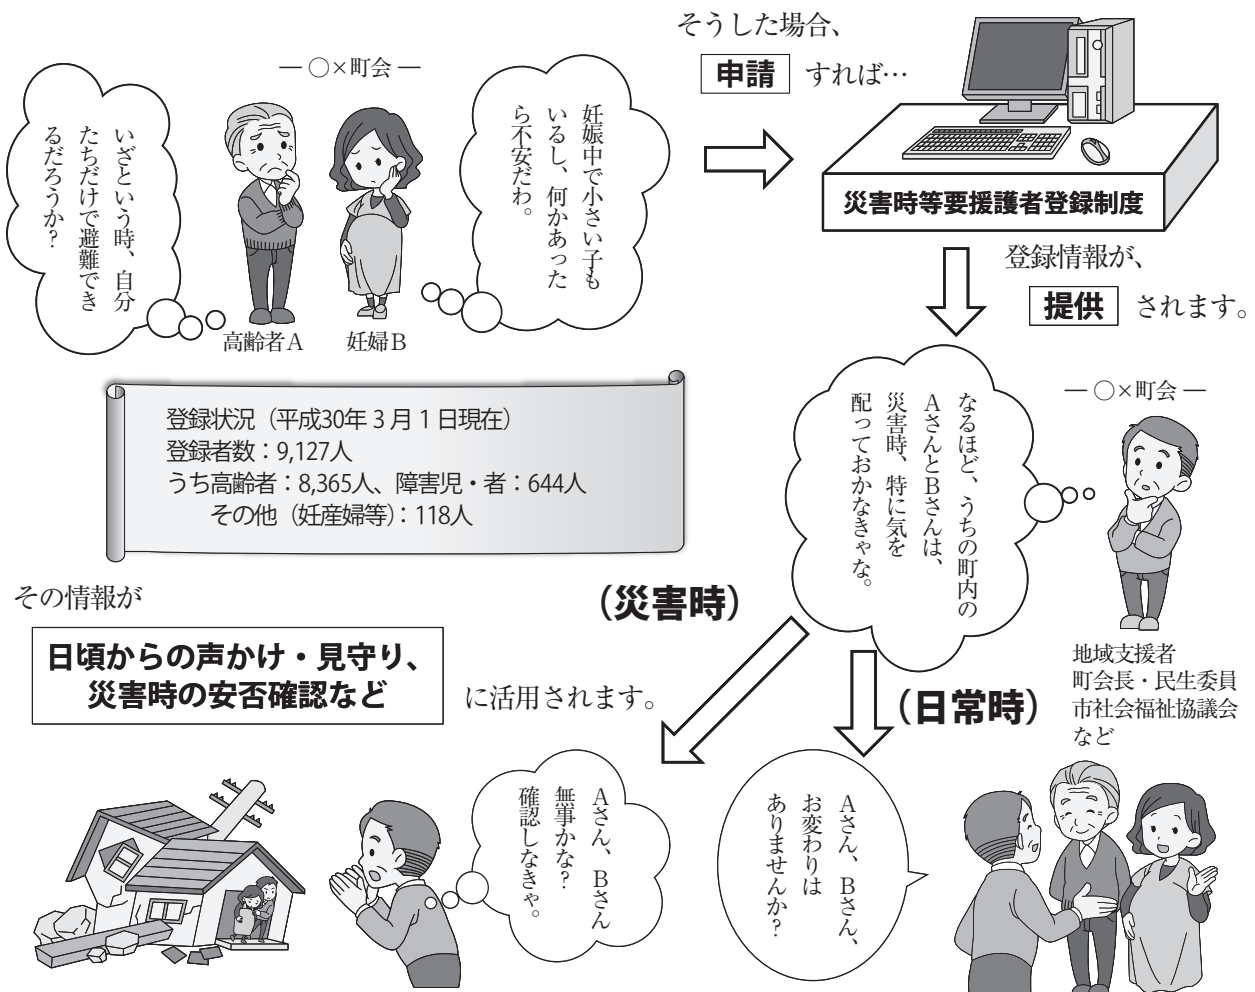 ― ○×町会 ―
いざという時、自分
たちだけで避難でき
るだろうか？
妊娠中で小さい子も
いるし、何かあった
ら不安だわ。
高齢者A
妊婦B
そうした場合、
申請 すれば…
災害時等要援護者登録制度
登録情報が、
提供 されます。
― ○×町会 ―
なるほど、うちの町内の
AさんとBさんは、
災害時、特に気を
配っておかなきゃな。
地域支援者
町会長・民生委員
市社会福祉協議会
など
登録状況（平成30年３月１日現在）
登録者数：9,127人
うち高齢者：8,365人、障害児・者：644人
その他（妊産婦等）：118人
その情報が
日頃からの声かけ・見守り、
災害時の安否確認など
に活用されます。
（災害時）
Aさん、Bさん
無事かな？
確認しなきゃ。
（日常時）
Aさん、Bさん、
お変わりは
ありませんか？